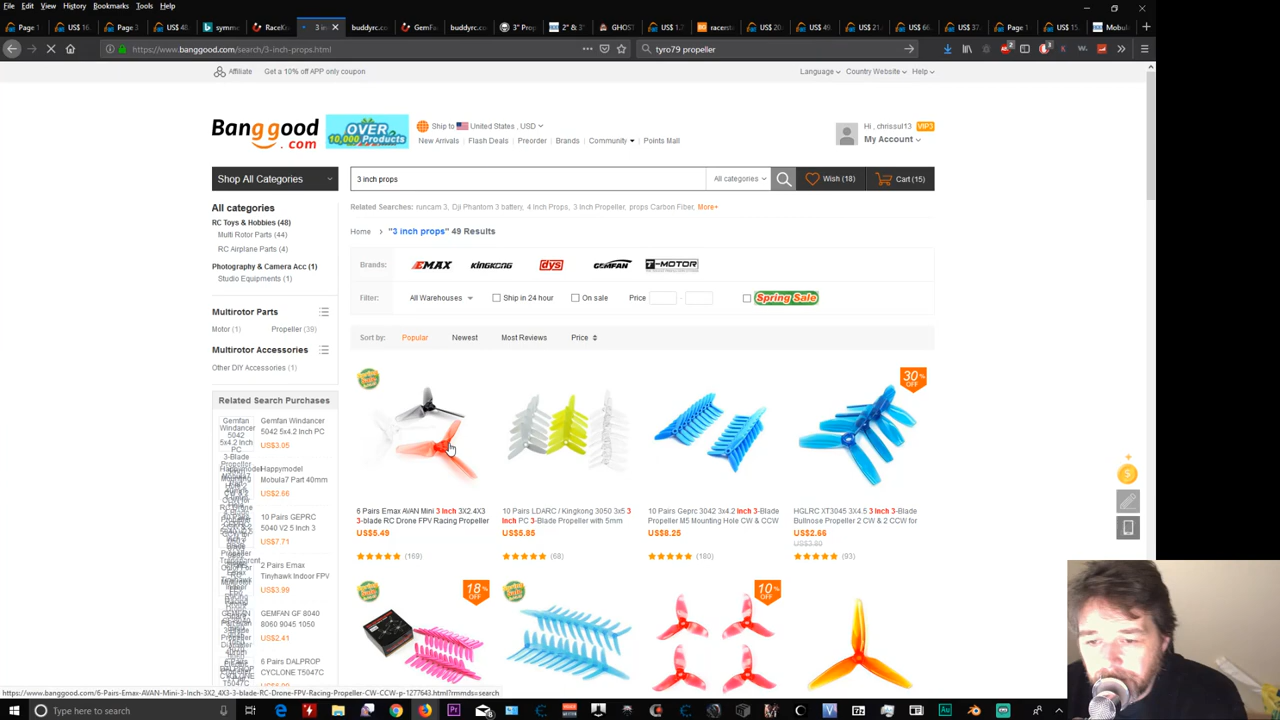 File Edit View History Bookmarks Tools Help
Page 1
US$ 16.
Page 3
US$ 48.
symmc
RaceKa
3 in
buddyrc.
GemFa
buddyrc.
3" Prop
2" & 3"
GHOST
US$ 1.2
racersta
US$ 20.
US$ 49.
US$ 66.
US$ 37.
Page 1
US$ 15.
Mobula
https://www.banggood.com/search/3-inch-props.html
tyro79 propeller
Affiliate Get a 10% off APP only coupon
Language Country Website Help
Banggood.com
OVER 10,000 Products
Ship to United States , USD
New Arrivals Flash Deals Preorder Brands Community Points Mall
Hi , chrissul13 VIP3
My Account
Shop All Categories
3 inch props
All categories
Wish (18)
Cart (15)
Related Searches: runcam 3, Dji Phantom 3 battery, 4 Inch Props, 3 Inch Propeller, props Carbon Fiber, More+
All categories
RC Toys & Hobbies (48)
Multi Rotor Parts (44)
RC Airplane Parts (4)
Photography & Camera Acc (1)
Studio Equipments (1)
Multirotor Parts
Motor (1) Propeller (39)
Multirotor Accessories
Other DIY Accessories (1)
Related Search Purchases
Gemfan Windancer 5042 5x4.2 Inch PC
US$3.05
Happymodel Mobula7 Part 40mm
US$2.66
10 Pairs GEPRC 5040 V2 5 Inch 3
US$7.71
2 Pairs Emax Tinyhawk Indoor FPV
US$3.99
GEMFAN GF 8040 8060 9045 1050
US$2.41
6 Pairs DALPROP CYCLONE T5047C
Home > "3 inch props" 49 Results
Brands: EMAX KINGKONG dys GEMFAN T-MOTOR
Filter: All Warehouses Ship in 24 hour On sale Price - Spring Sale
Sort by: Popular Newest Most Reviews Price
30% OFF
6 Pairs Emax AVAN Mini 3 Inch 3X2.4X3
3-blade RC Drone FPV Racing Propeller
US$5.49
(169)
10 Pairs LDARC / Kingkong 3050 3x5 3
Inch PC 3-Blade Propeller with 5mm
US$5.85
(68)
10 Pairs Geprc 3042 3x4.2 Inch 3-Blade
Propeller M5 Mounting Hole CW & CCW
US$8.25
(180)
HGLRC XT3045 3X4.5 3 Inch 3-Blade
Bullnose Propeller 2 CW & 2 CCW for
US$2.66
US$3.80
(93)
18% OFF
10% OFF
https://www.banggood.com/6-Pairs-Emax-AVAN-Mini-3-Inch-3X2_4X3-3-blade-RC-Drone-FPV-Racing-Propeller-CW-CCW-p-1277643.html?rmmds=search
Type here to search